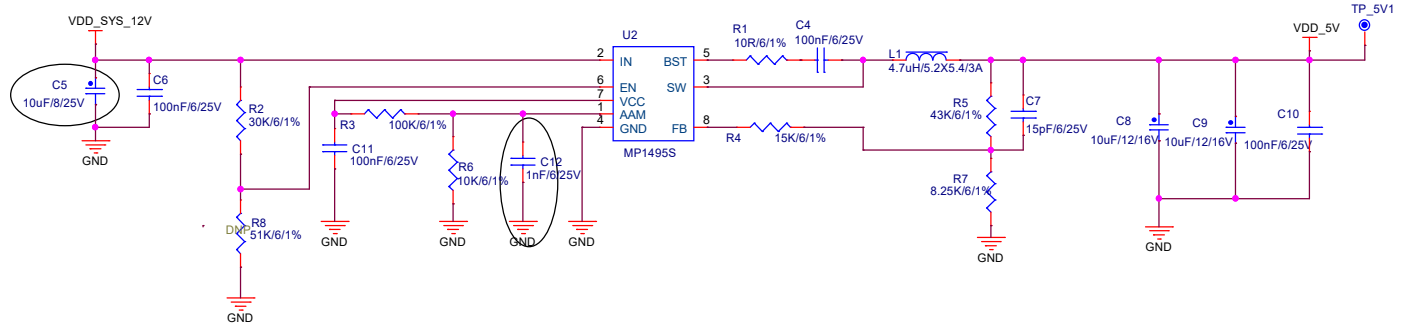 VDD_SYS_12V
TP_5V1
VDD_5V
U2
MP1495S
2 IN
6 EN
7 VCC
1 AAM
4 GND
BST 5
SW 3
FB 8
C5
10uF/8/25V
C6
100nF/6/25V
GND
R2
30K/6/1%
R8
DNP
51K/6/1%
GND
R3
100K/6/1%
C11
100nF/6/25V
GND
R6
10K/6/1%
GND
C12
1nF/6/25V
GND
GND
R1
10R/6/1%
C4
100nF/6/25V
L1
4.7uH/5.2X5.4/3A
R4
15K/6/1%
R5
43K/6/1%
C7
15pF/6/25V
R7
8.25K/6/1%
GND
C8
10uF/12/16V
C9
10uF/12/16V
C10
100nF/6/25V
GND